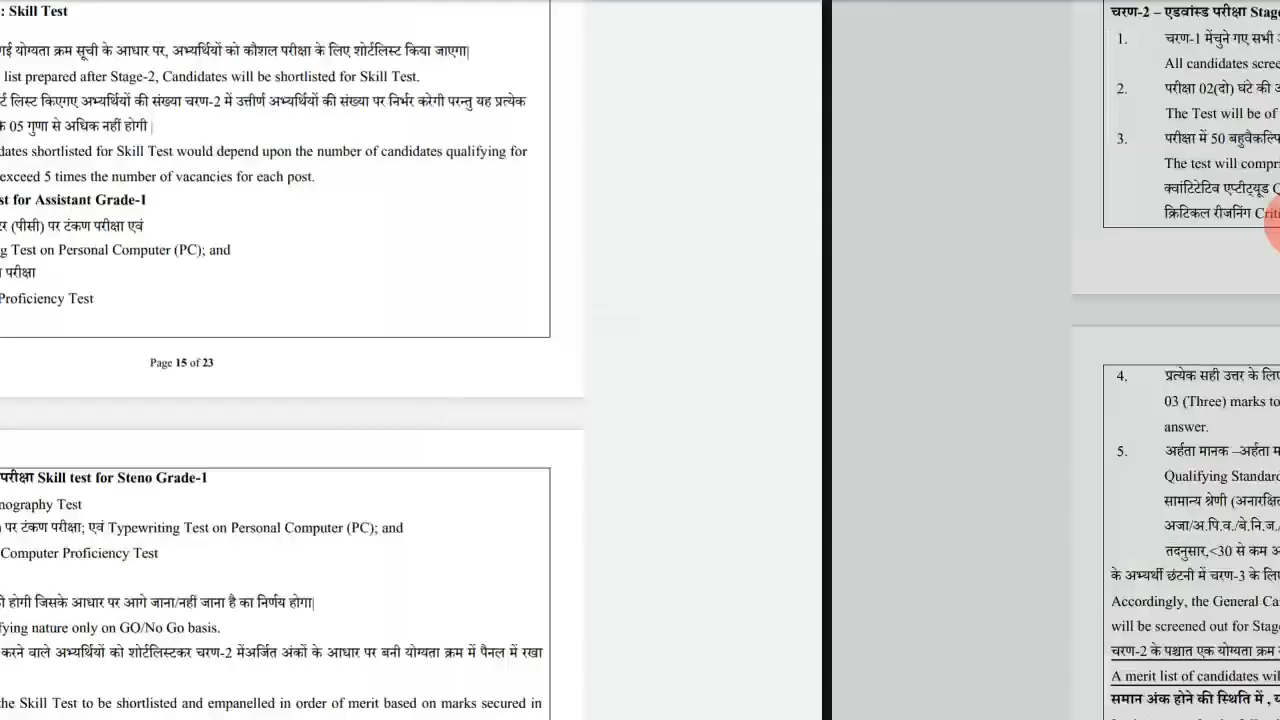 : Skill Test
गई योग्यता क्रम सूची के आधार पर, अभ्यर्थियों को कौशल परीक्षा के लिए शोर्टलिस्ट किया जाएगा|
list prepared after Stage-2, Candidates will be shortlisted for Skill Test.
र्ट लिस्ट किएगए अभ्यर्थियों की संख्या चरण-2 में उत्तीर्ण अभ्यर्थियों की संख्या पर निर्भर करेगी परन्तु यह प्रत्येक
के 05 गुणा से अधिक नहीं होगी |
dates shortlisted for Skill Test would depend upon the number of candidates qualifying for
exceed 5 times the number of vacancies for each post.
st for Assistant Grade-1
टर (पीसी) पर टंकण परीक्षा एवं
g Test on Personal Computer (PC); and
परीक्षा
Proficiency Test
Page 15 of 23
परीक्षा Skill test for Steno Grade-1
nography Test
पर टंकण परीक्षा; एवं Typewriting Test on Personal Computer (PC); and
Computer Proficiency Test
होगी जिसके आधार पर आगे जाना/नहीं जाना है का निर्णय होगा|
fying nature only on GO/No Go basis.
करने वाले अभ्यर्थियों को शोर्टलिस्टकर चरण-2 मेंअर्जित अंकों के आधार पर बनी योग्यता क्रम में पैनल में रखा
he Skill Test to be shortlisted and empanelled in order of merit based on marks secured in
चरण-2 – एडवांस्ड परीक्षा Stag
1. चरण-1 मेंचुने गए सभी
All candidates scree
2. परीक्षा 02(दो) घंटे की
The Test will be of
3. परीक्षा में 50 बहुवैकल्पि
The test will compri
क्वांटिटेटिव एप्टीट्यूड Q
क्रिटिकल रीजनिंग Criti
4. प्रत्येक सही उत्तर के लिए
03 (Three) marks to
answer.
5. अर्हता मानक –अर्हता म
Qualifying Standard
सामान्य श्रेणी (अनारक्षित
अजा/अ.पि.व./बे.नि.ज.
तदनुसार,<30 से कम अ
के अभ्यर्थी छंटनी में चरण-3 के लिए
Accordingly, the General Ca
will be screened out for Stag
चरण-2 के पश्चात एक योग्यता क्रम
A merit list of candidates wil
समान अंक होने की स्थिति में ,